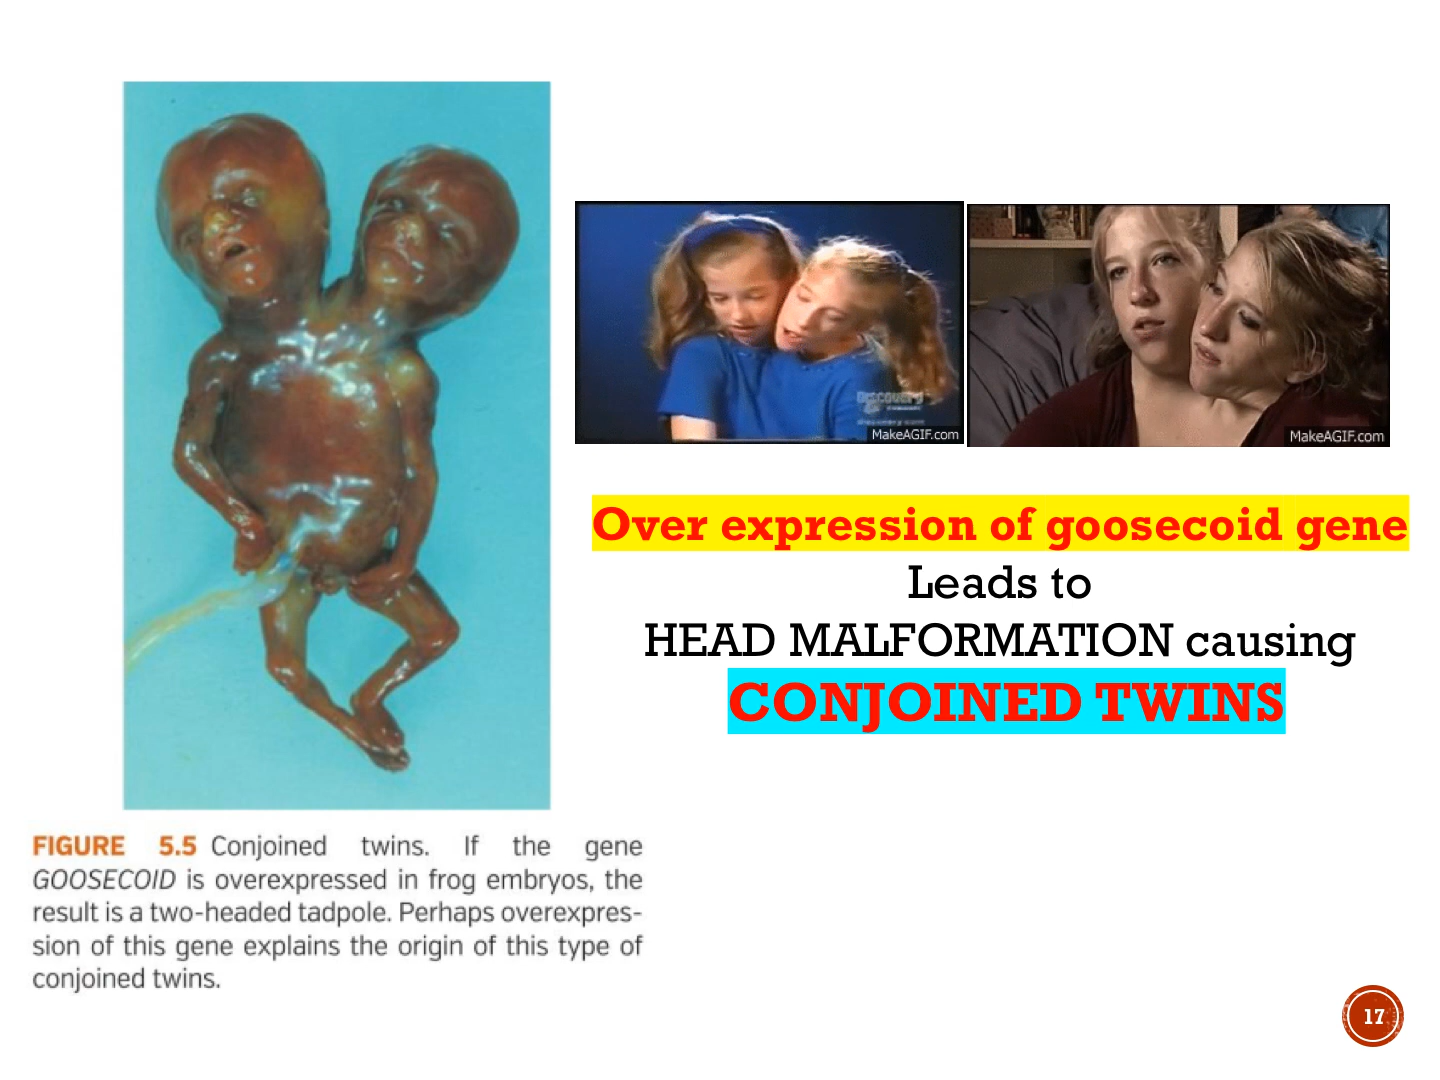 Discovery
MakeAGIF.com
MakeAGIF.com
Over expression of goosecoid gene
Leads to
HEAD MALFORMATION causing
CONJOINED TWINS
FIGURE 5.5 Conjoined twins. If the gene
GOOSECOID is overexpressed in frog embryos, the
result is a two-headed tadpole. Perhaps overexpres-
sion of this gene explains the origin of this type of
conjoined twins.
17